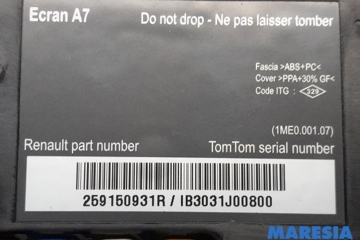 Ecran A7
Do not drop - Ne pas laisser tomber
Fascia >ABS+PC<
Cover >PPA+30% GF<
Code ITG : 329
(1ME0.001.07)
Renault part number
TomTom serial number
259150931R / IB3031J00800
MARESIA